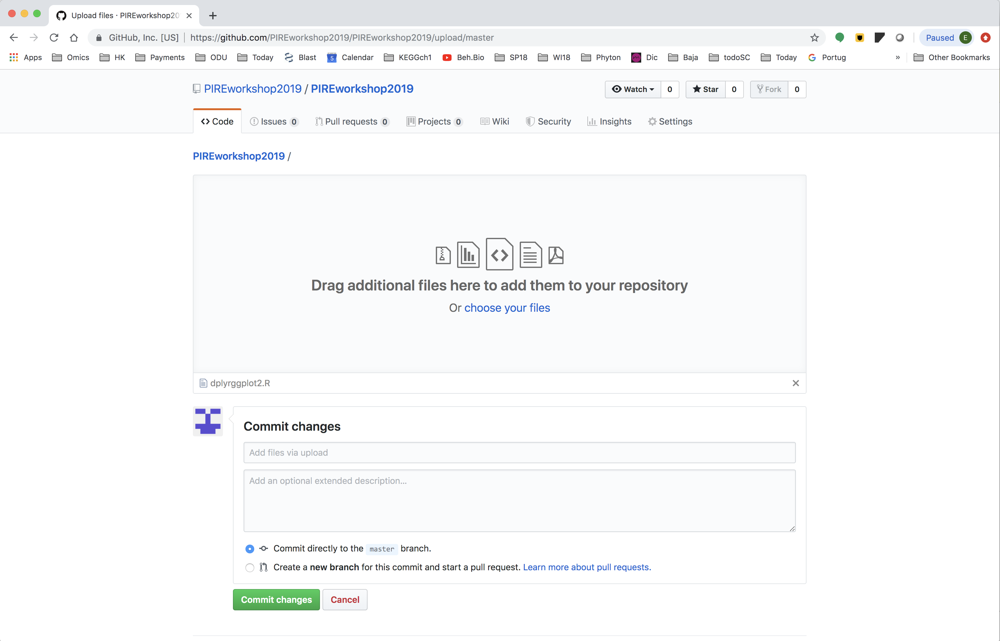 Upload files · PIREworkshop20
GitHub, Inc. [US] https://github.com/PIREworkshop2019/PIREworkshop2019/upload/master Paused E
Apps Omics HK Payments ODU Today Blast 5 Calendar KEGGch1 Beh.Bio SP18 WI18 Phyton Dic Baja todoSC Today Portug » Other Bookmarks
PIREworkshop2019 / PIREworkshop2019 Watch 0 Star 0 Fork 0
Code Issues 0 Pull requests 0 Projects 0 Wiki Security Insights Settings
PIREworkshop2019 /
Drag additional files here to add them to your repository
Or choose your files
dplyrggplot2.R
Commit changes
Add files via upload
Add an optional extended description...
Commit directly to the master branch.
Create a new branch for this commit and start a pull request. Learn more about pull requests.
Commit changes Cancel